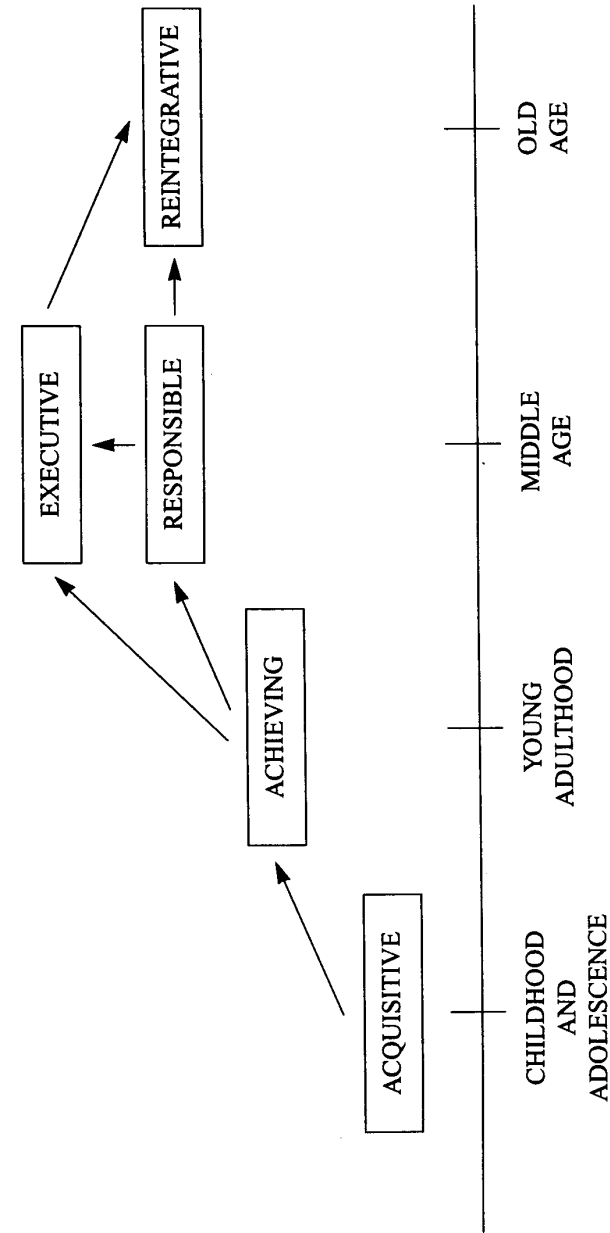 EXECUTIVE
RESPONSIBLE
REINTEGRATIVE
ACHIEVING
ACQUISITIVE
CHILDHOOD
AND
ADOLESCENCE
YOUNG
ADULTHOOD
MIDDLE
AGE
OLD
AGE